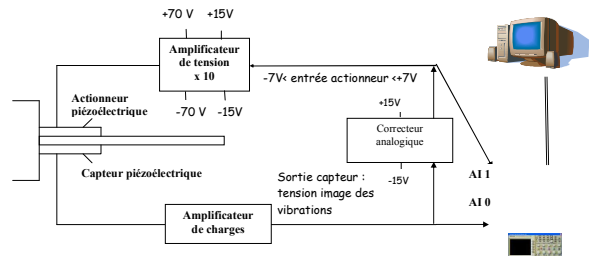 +70 V +15V
Amplificateur
de tension
x 10
-70 V -15V
-7V< entrée actionneur <+7V
Actionneur
piézoélectrique
+15V
Correcteur
analogique
-15V
Capteur piézoélectrique
Sortie capteur :
tension image des
vibrations
AI 1
AI 0
Amplificateur
de charges